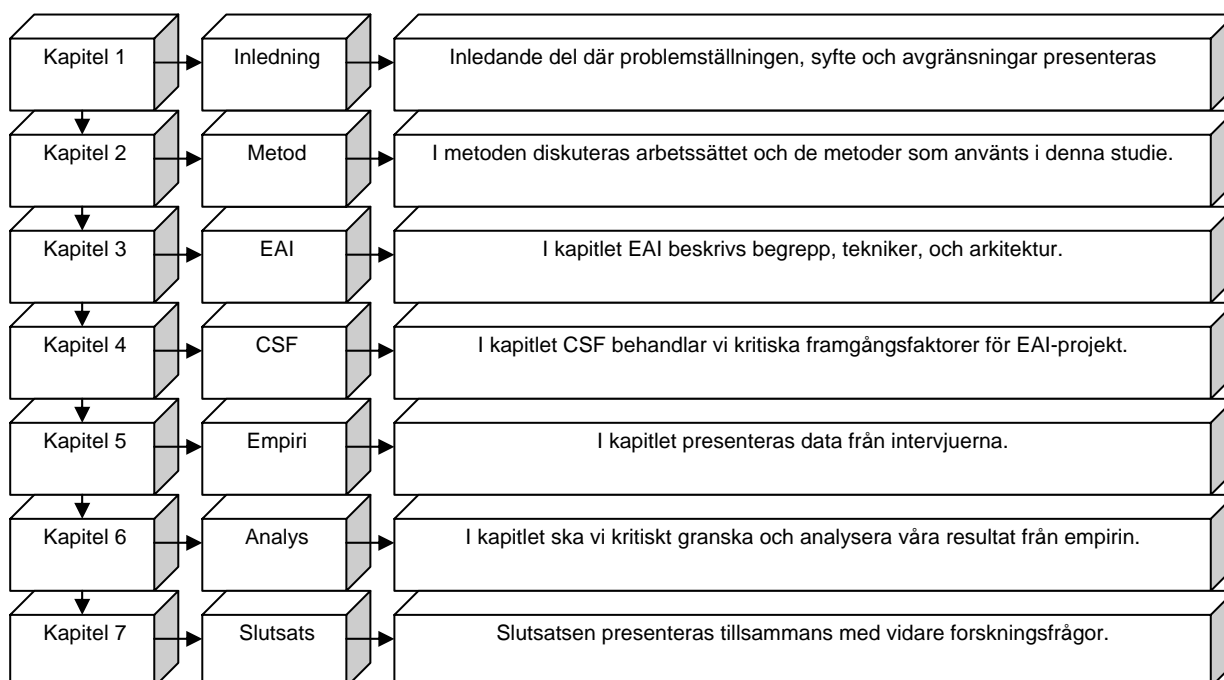 Kapitel 1
Inledning
Inledande del där problemställningen, syfte och avgränsningar presenteras
Kapitel 2
Metod
I metoden diskuteras arbetssättet och de metoder som använts i denna studie.
Kapitel 3
EAI
I kapitlet EAI beskrivs begrepp, tekniker, och arkitektur.
Kapitel 4
CSF
I kapitlet CSF behandlar vi kritiska framgångsfaktorer för EAI-projekt.
Kapitel 5
Empiri
I kapitlet presenteras data från intervjuerna.
Kapitel 6
Analys
I kapitlet ska vi kritiskt granska och analysera våra resultat från empirin.
Kapitel 7
Slutsats
Slutsatsen presenteras tillsammans med vidare forskningsfrågor.